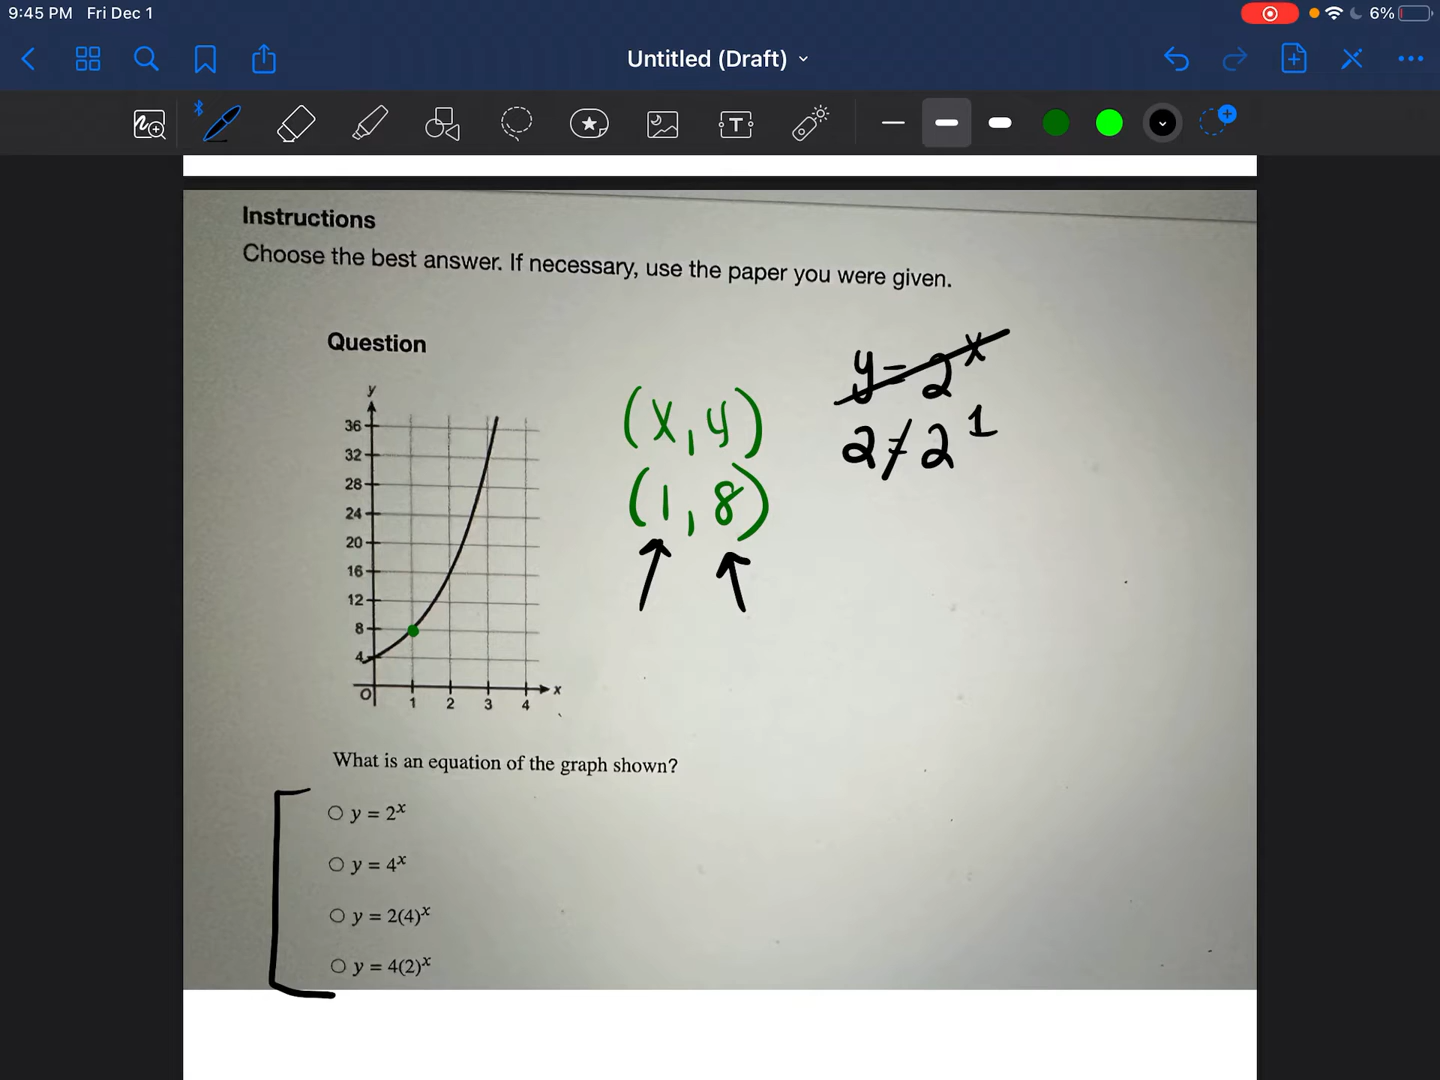 9:45 PM Fri Dec 1
6%
Untitled (Draft)
T
Instructions
Choose the best answer. If necessary, use the paper you were given.
Question
y
36
32
28
24
20
16
12
8
4
O
1
2
3
4
x
(x, y)
(1, 8)
y = 2^x
2 ≠ 2^1
What is an equation of the graph shown?
y = 2^x
y = 4^x
y = 2(4)^x
y = 4(2)^x